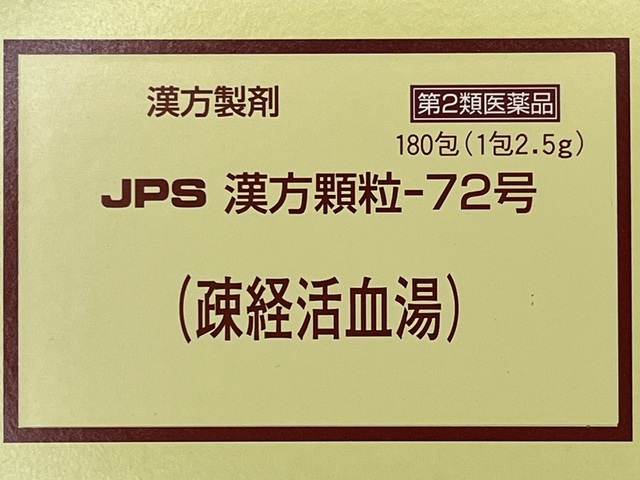 漢方製剤
第2類医薬品
180包(1包2.5g)
JPS 漢方顆粒-72号
(疎経活血湯)